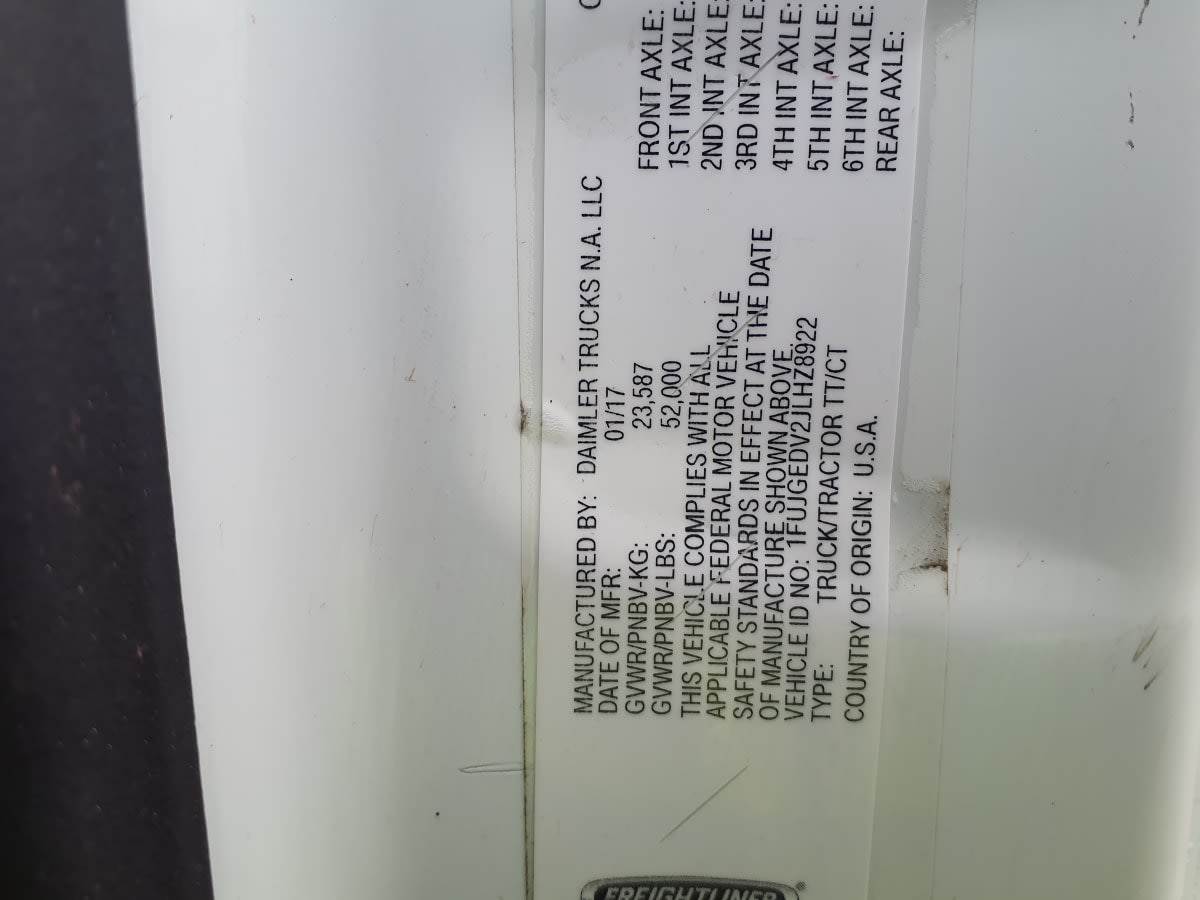 FREIGHTLINER
MANUFACTURED BY: DAIMLER TRUCKS N.A. LLC
DATE OF MFR: 01/17
GVWR/PNBV-KG: 23,587
GVWR/PNBV-LBS: 52,000
THIS VEHICLE COMPLIES WITH ALL
APPLICABLE FEDERAL MOTOR VEHICLE
SAFETY STANDARDS IN EFFECT AT THE DATE
OF MANUFACTURE SHOWN ABOVE.
VEHICLE ID NO: 1FUJGEDV2JLHZ8922
TYPE: TRUCK/TRACTOR TT/CT
COUNTRY OF ORIGIN: U.S.A.
FRONT AXLE:
1ST INT AXLE:
2ND INT AXLE:
3RD INT AXLE:
4TH INT AXLE:
5TH INT AXLE:
6TH INT AXLE:
REAR AXLE: